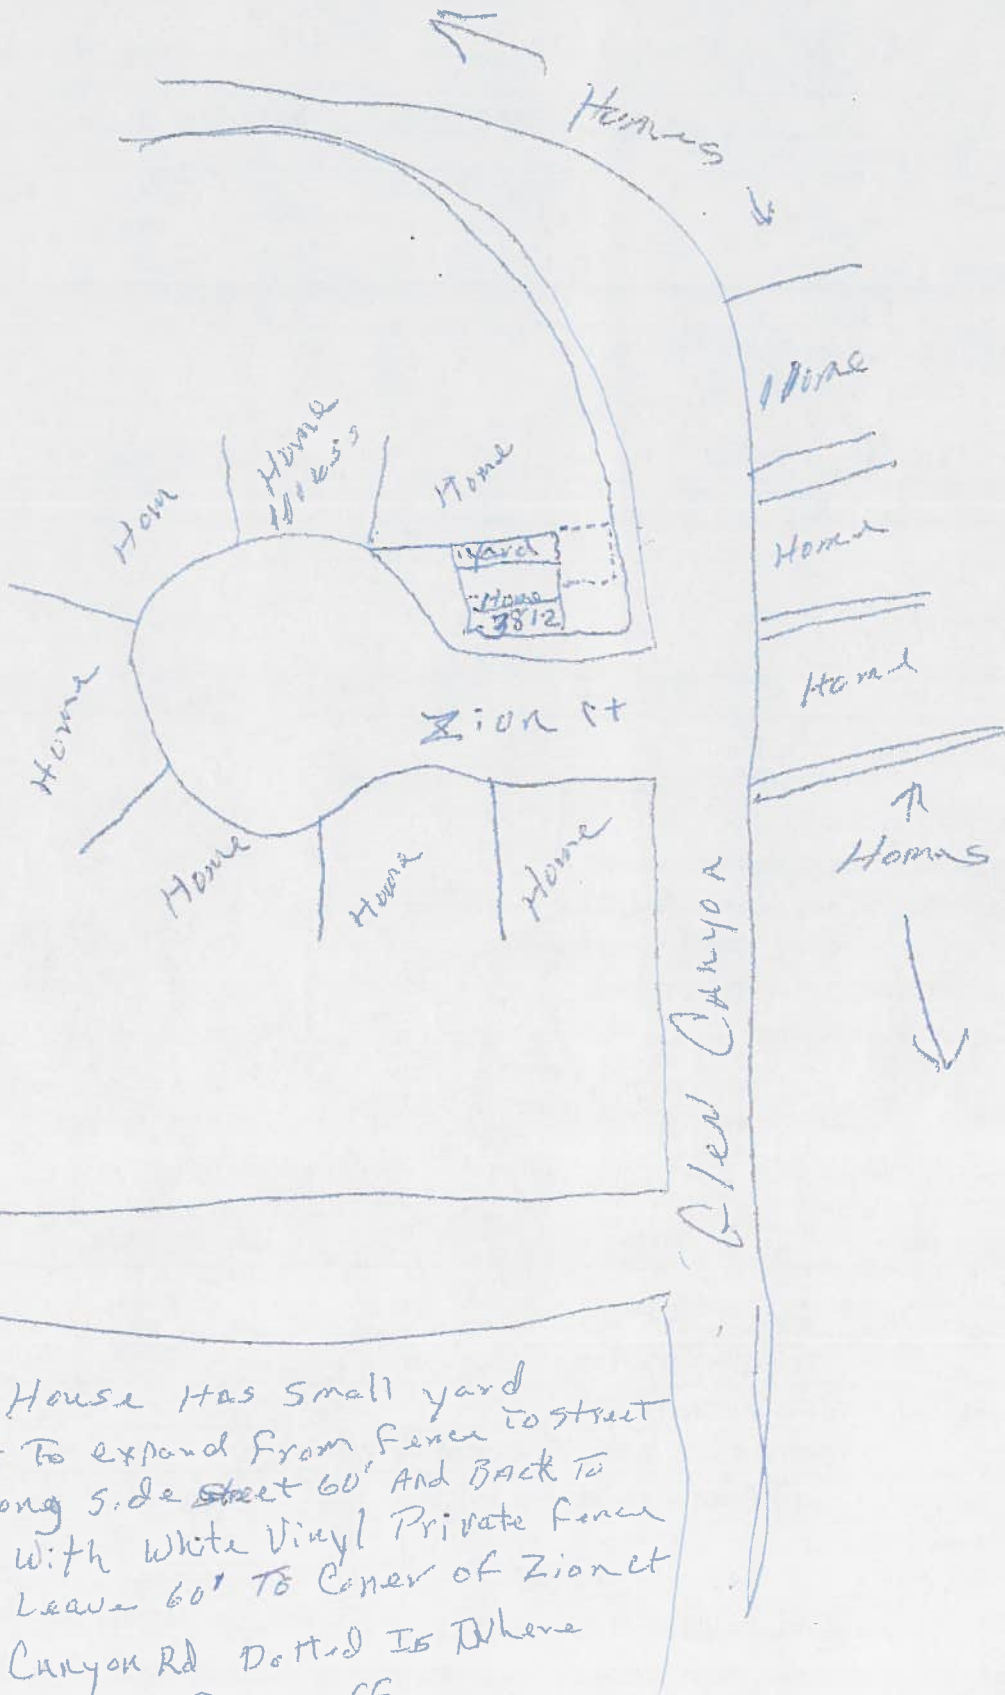 Homes
Home
Home
Home
Home
Home
yard
Home
3812
Home
Zion ct
Home
Homes
Home
Home
Home
Glen Canyon
House Has Small yard
To expand From Fence To street
Side street 60' And Back To
With White Vinyl Private Fence
Leave 60' To Coner of Zion ct
Canyon Rd Dotted Is Where